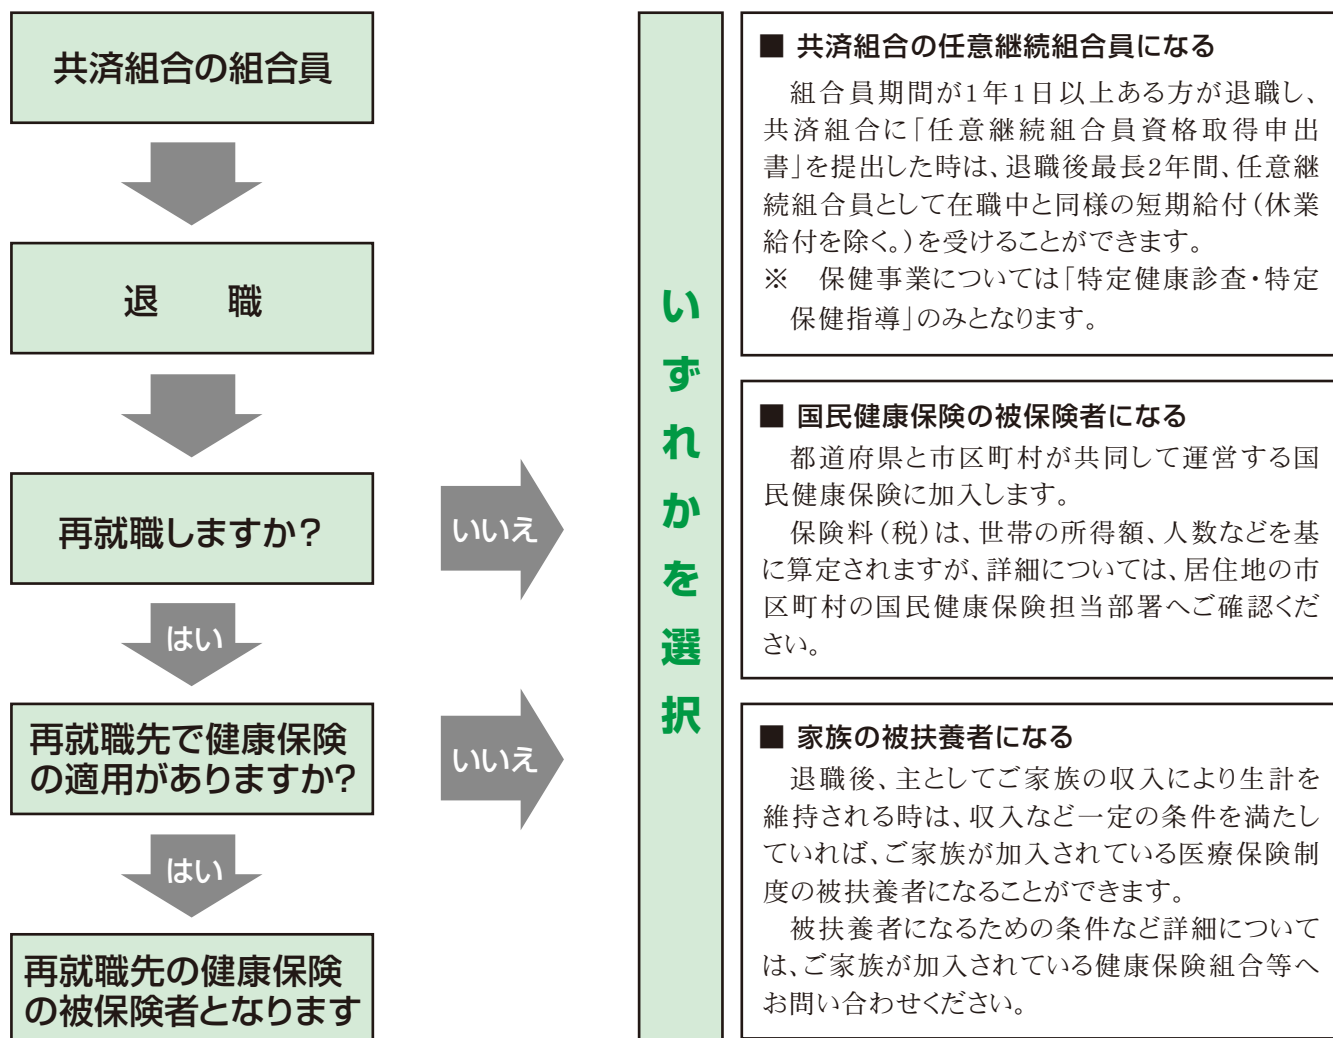 共済組合の組合員
退　　職
再就職しますか?
いいえ
はい
再就職先で健康保険
の適用がありますか?
いいえ
はい
再就職先の健康保険
の被保険者となります
いずれかを選択
■ 共済組合の任意継続組合員になる
　組合員期間が1年1日以上ある方が退職し、
共済組合に「任意継続組合員資格取得申出
書」を提出した時は、退職後最長2年間、任意継
続組合員として在職中と同様の短期給付（休業
給付を除く。）を受けることができます。
※　保健事業については「特定健康診査・特定
　保健指導」のみとなります。
■ 国民健康保険の被保険者になる
　都道府県と市区町村が共同して運営する国
民健康保険に加入します。
　保険料（税）は、世帯の所得額、人数などを基
に算定されますが、詳細については、居住地の市
区町村の国民健康保険担当部署へご確認くだ
さい。
■ 家族の被扶養者になる
　退職後、主としてご家族の収入により生計を
維持される時は、収入など一定の条件を満たし
ていれば、ご家族が加入されている医療保険制
度の被扶養者になることができます。
　被扶養者になるための条件など詳細について
は、ご家族が加入されている健康保険組合等へ
お問い合わせください。